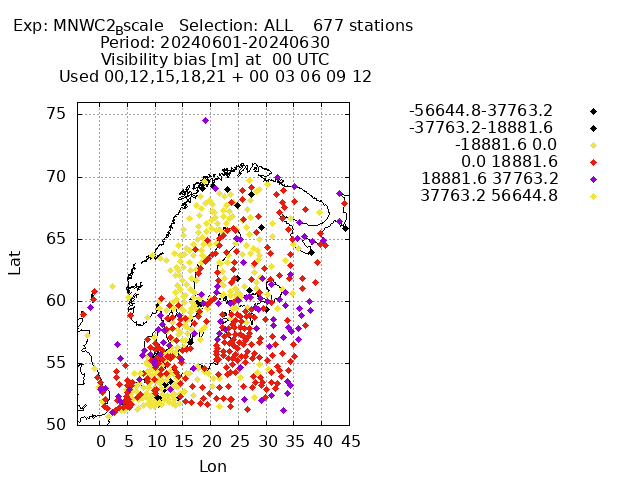 Exp: MNWC2Bscale   Selection: ALL    677 stations
Period: 20240601-20240630
Visibility bias [m] at  00 UTC
Used 00,12,15,18,21 + 00 03 06 09 12
-56644.8-37763.2
-37763.2-18881.6
-18881.6 0.0
0.0 18881.6
18881.6 37763.2
37763.2 56644.8
75
70
65
60
55
50
Lat
0 5 10 15 20 25 30 35 40 45
Lon